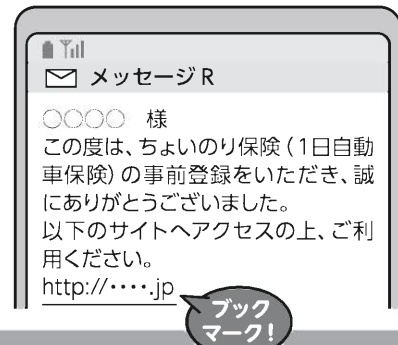 メッセージR
○○○○ 様
この度は、ちょいのり保険(1日自動
車保険)の事前登録をいただき、誠
にありがとうございました。
以下のサイトへアクセスの上、ご利
用ください。
http://・・・・.jp
ブック
マーク!